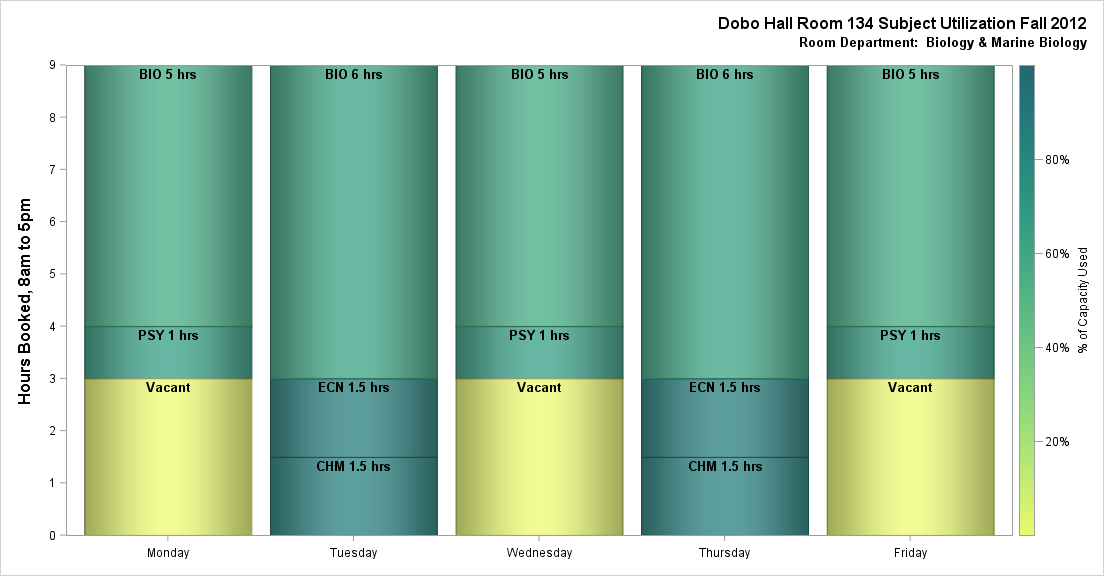 Dobo Hall Room 134 Subject Utilization Fall 2012
Room Department:  Biology & Marine Biology
Hours Booked, 8am to 5pm
9
8
7
6
5
4
3
2
1
0
BIO 5 hrs
PSY 1 hrs
Vacant
BIO 6 hrs
ECN 1.5 hrs
CHM 1.5 hrs
BIO 5 hrs
PSY 1 hrs
Vacant
BIO 6 hrs
ECN 1.5 hrs
CHM 1.5 hrs
BIO 5 hrs
PSY 1 hrs
Vacant
Monday
Tuesday
Wednesday
Thursday
Friday
80%
60%
40%
20%
% of Capacity Used